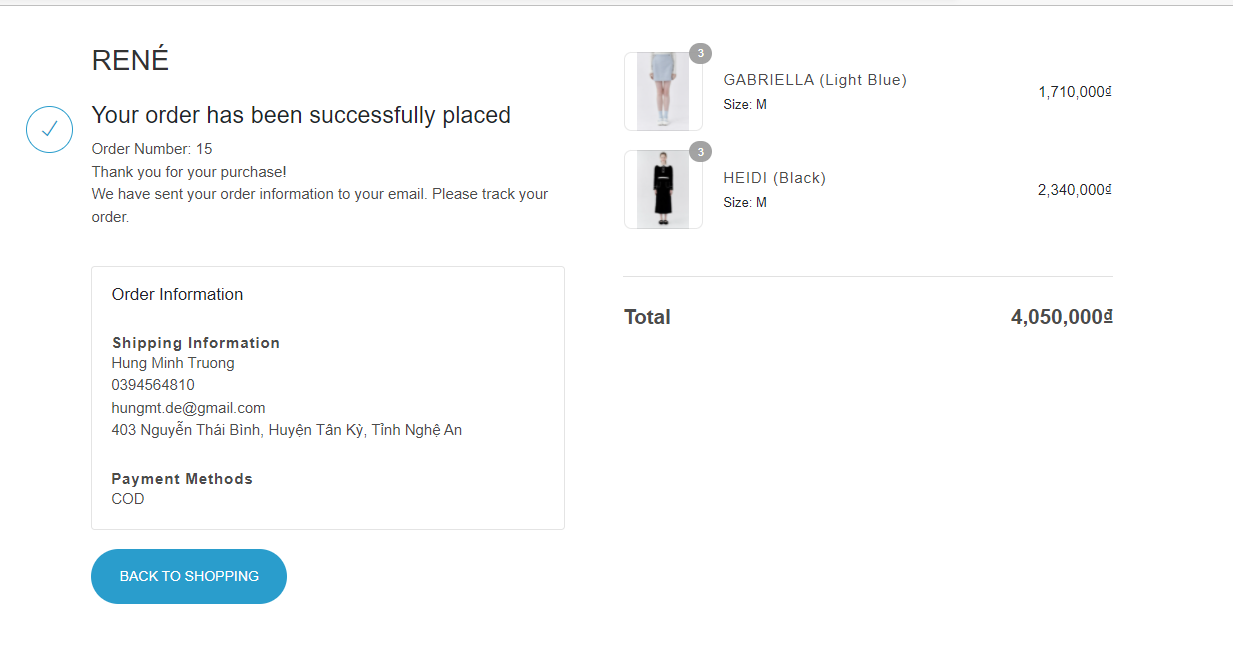 RENÉ
Your order has been successfully placed
Order Number: 15
Thank you for your purchase!
We have sent your order information to your email. Please track your
order.
Order Information
Shipping Information
Hung Minh Truong
0394564810
hungmt.de@gmail.com
403 Nguyễn Thái Bình, Huyện Tân Kỳ, Tỉnh Nghệ An
Payment Methods
COD
BACK TO SHOPPING
3
GABRIELLA (Light Blue)
Size: M
1,710,000₫
3
HEIDI (Black)
Size: M
2,340,000₫
Total
4,050,000₫